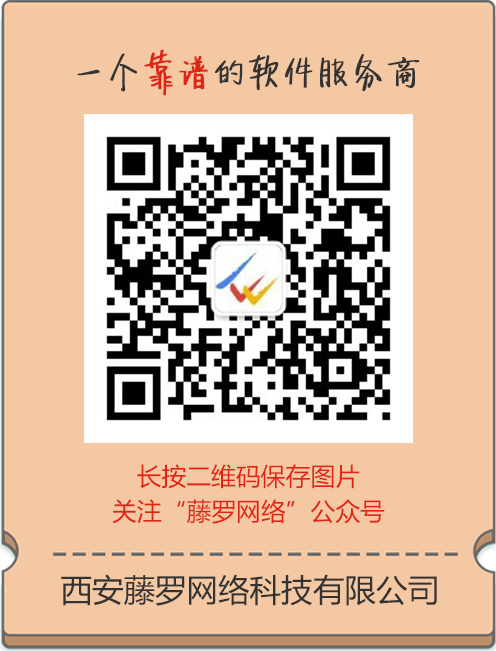 一个靠谱的软件服务商
长按二维码保存图片
关注“藤罗网络”公众号
西安藤罗网络科技有限公司